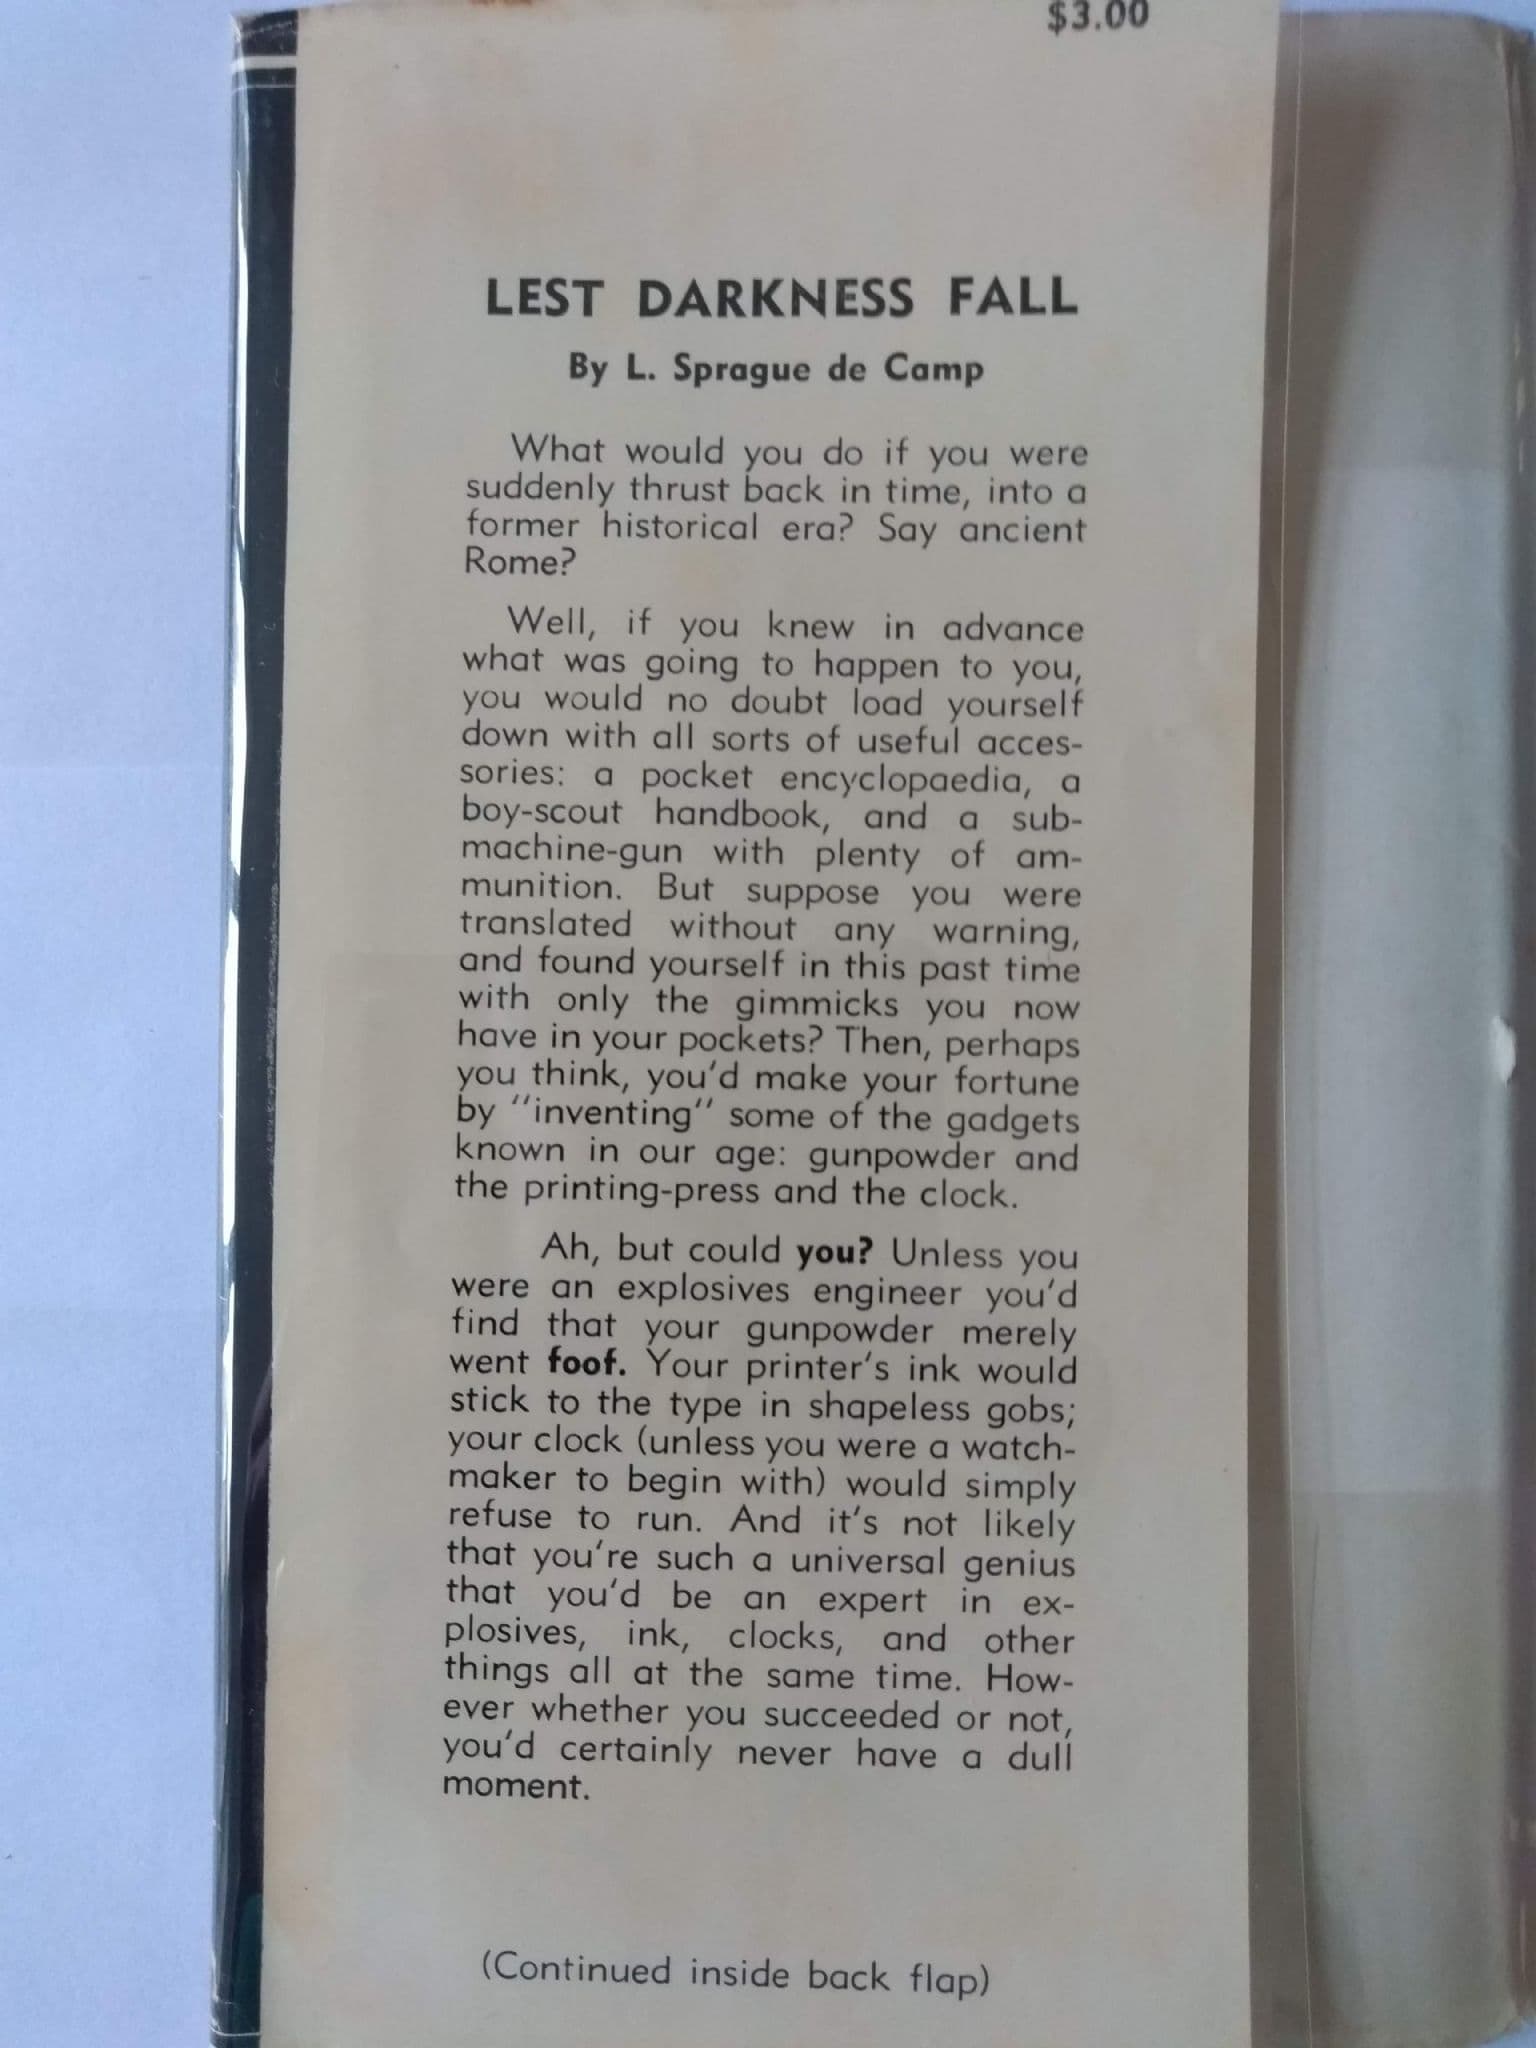 $3.00
LEST DARKNESS FALL
By L. Sprague de Camp
What would you do if you were
suddenly thrust back in time, into a
former historical era? Say ancient
Rome?
Well, if you knew in advance
what was going to happen to you,
you would no doubt load yourself
down with all sorts of useful acces-
sories: a pocket encyclopaedia, a
boy-scout handbook, and a sub-
machine-gun with plenty of am-
munition. But suppose you were
translated without any warning,
and found yourself in this past time
with only the gimmicks you now
have in your pockets? Then, perhaps
you think, you'd make your fortune
by "inventing" some of the gadgets
known in our age: gunpowder and
the printing-press and the clock.
Ah, but could you? Unless you
were an explosives engineer you'd
find that your gunpowder merely
went foof. Your printer's ink would
stick to the type in shapeless gobs;
your clock (unless you were a watch-
maker to begin with) would simply
refuse to run. And it's not likely
that you're such a universal genius
that you'd be an expert in ex-
plosives, ink, clocks, and other
things all at the same time. How-
ever whether you succeeded or not,
you'd certainly never have a dull
moment.
(Continued inside back flap)